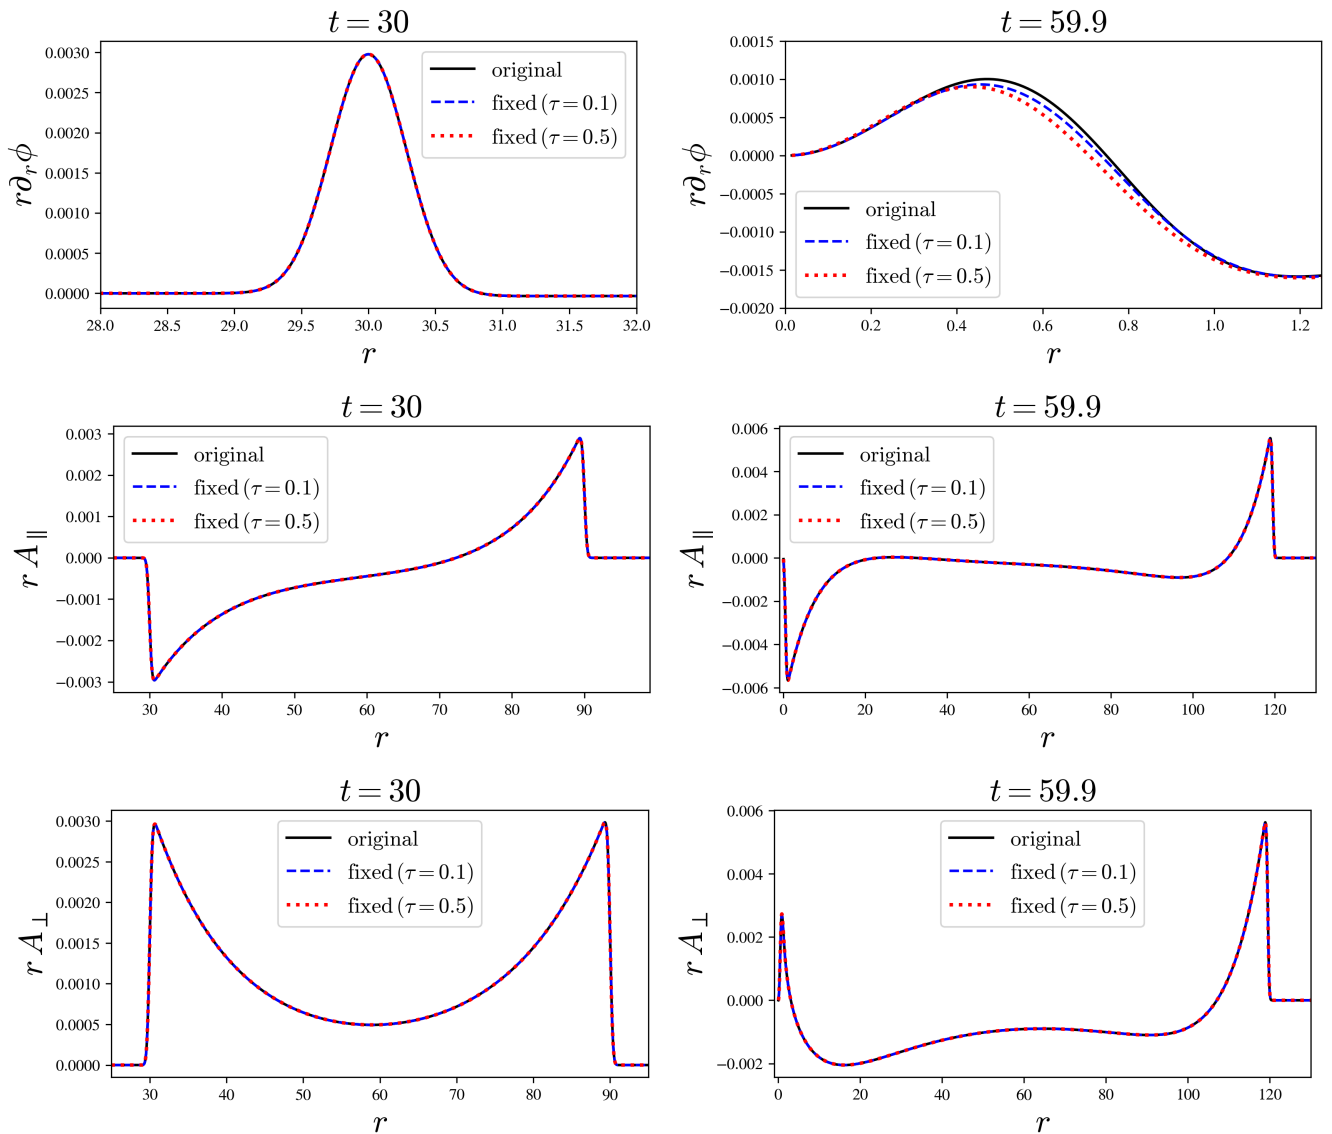 t = 30
0.0030
0.0025
0.0020
0.0015
0.0010
0.0005
0.0000
r∂ᵣϕ
original
fixed (τ = 0.1)
fixed (τ = 0.5)
28.0 28.5 29.0 29.5 30.0 30.5 31.0 31.5 32.0
r
t = 59.9
0.0015
0.0010
0.0005
0.0000
−0.0005
−0.0010
−0.0015
−0.0020
r∂ᵣϕ
original
fixed (τ = 0.1)
fixed (τ = 0.5)
0.0 0.2 0.4 0.6 0.8 1.0 1.2
r
t = 30
0.003
0.002
0.001
0.000
−0.001
−0.002
−0.003
r A∥
original
fixed (τ = 0.1)
fixed (τ = 0.5)
30 40 50 60 70 80 90
r
t = 59.9
0.006
0.004
0.002
0.000
−0.002
−0.004
−0.006
r A∥
original
fixed (τ = 0.1)
fixed (τ = 0.5)
0 20 40 60 80 100 120
r
t = 30
0.0030
0.0025
0.0020
0.0015
0.0010
0.0005
0.0000
r A⊥
original
fixed (τ = 0.1)
fixed (τ = 0.5)
30 40 50 60 70 80 90
r
t = 59.9
0.006
0.004
0.002
0.000
−0.002
r A⊥
original
fixed (τ = 0.1)
fixed (τ = 0.5)
0 20 40 60 80 100 120
r